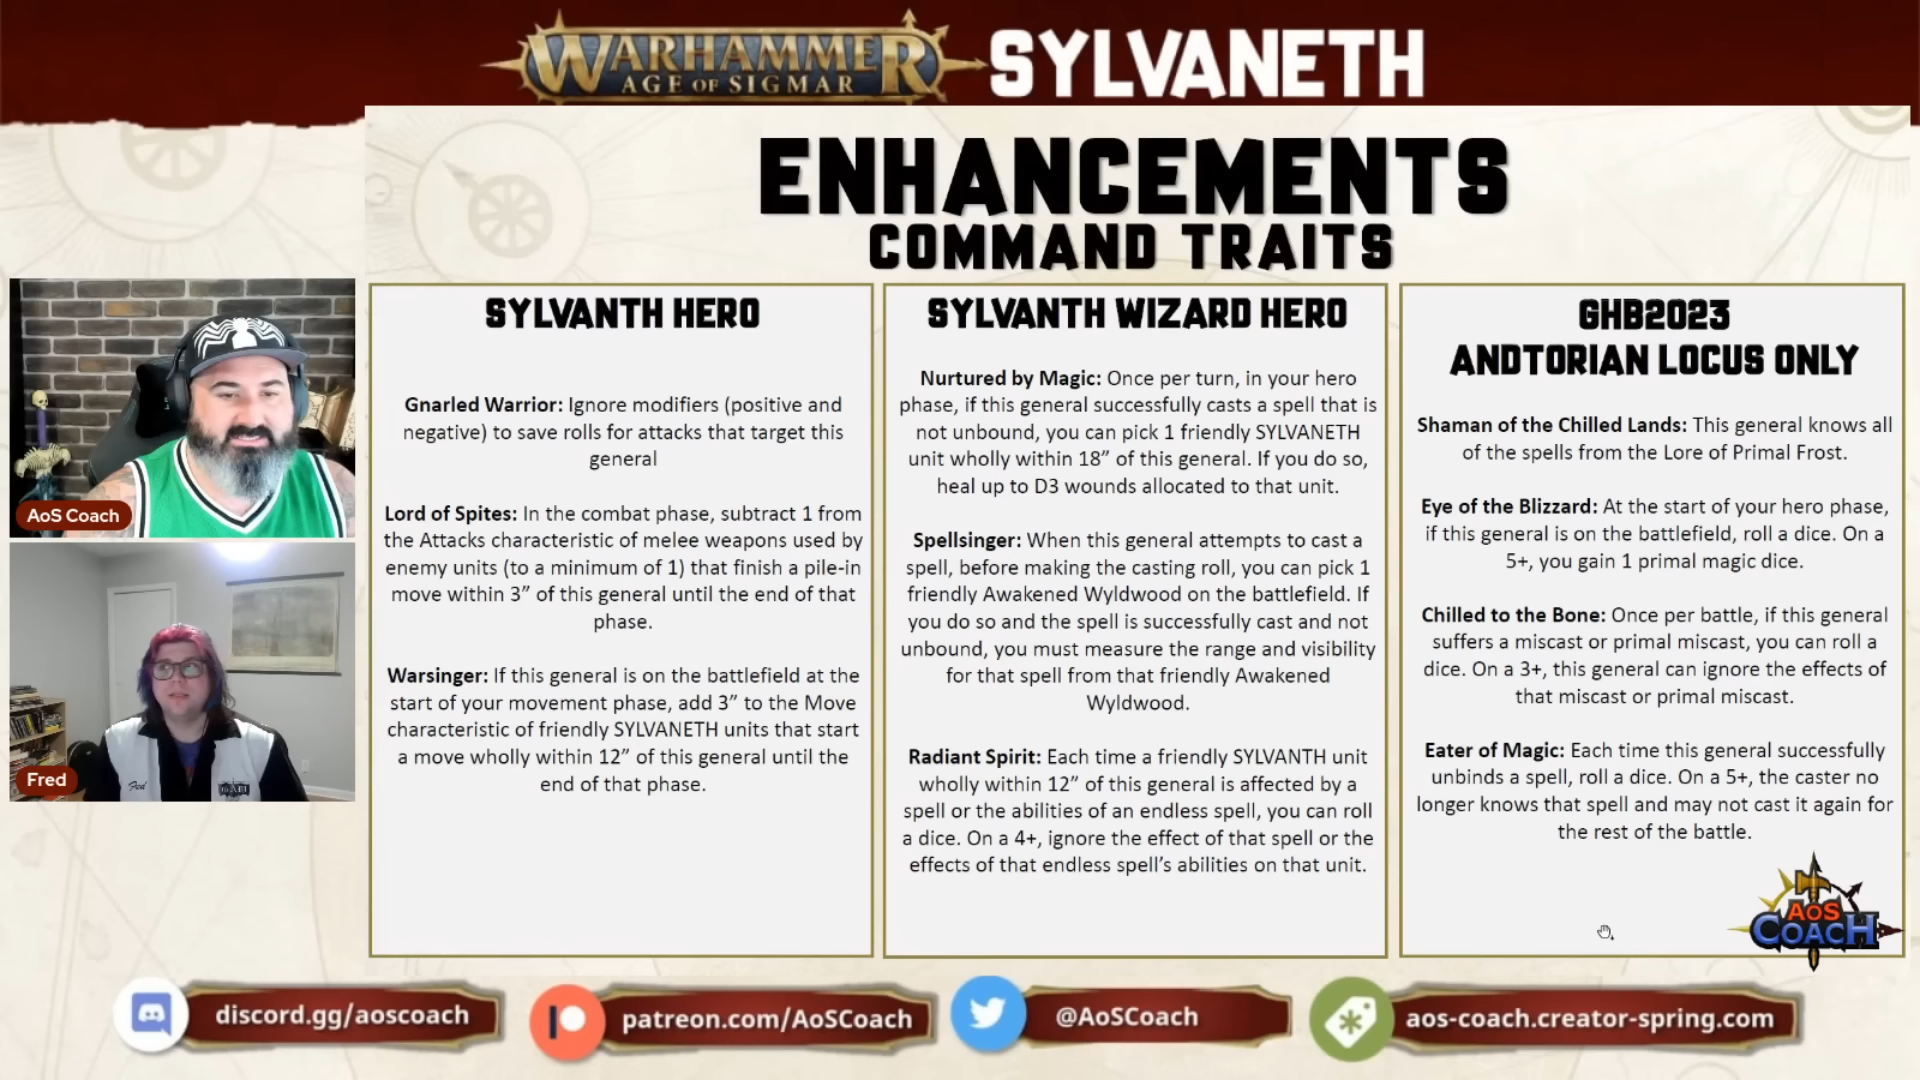 WARHAMMER
AGE OF SIGMAR
SYLVANETH
ENHANCEMENTS
COMMAND TRAITS
SYLVANTH HERO
Gnarled Warrior: Ignore modifiers (positive and
negative) to save rolls for attacks that target this
general
Lord of Spites: In the combat phase, subtract 1 from
the Attacks characteristic of melee weapons used by
enemy units (to a minimum of 1) that finish a pile-in
move within 3” of this general until the end of that
phase.
Warsinger: If this general is on the battlefield at the
start of your movement phase, add 3” to the Move
characteristic of friendly SYLVANETH units that start
a move wholly within 12” of this general until the
end of that phase.
SYLVANTH WIZARD HERO
Nurtured by Magic: Once per turn, in your hero
phase, if this general successfully casts a spell that is
not unbound, you can pick 1 friendly SYLVANETH
unit wholly within 18” of this general. If you do so,
heal up to D3 wounds allocated to that unit.
Spellsinger: When this general attempts to cast a
spell, before making the casting roll, you can pick 1
friendly Awakened Wyldwood on the battlefield. If
you do so and the spell is successfully cast and not
unbound, you must measure the range and visibility
for that spell from that friendly Awakened
Wyldwood.
Radiant Spirit: Each time a friendly SYLVANTH unit
wholly within 12” of this general is affected by a
spell or the abilities of an endless spell, you can roll
a dice. On a 4+, ignore the effect of that spell or the
effects of that endless spell’s abilities on that unit.
GHB2023
ANDTORIAN LOCUS ONLY
Shaman of the Chilled Lands: This general knows all
of the spells from the Lore of Primal Frost.
Eye of the Blizzard: At the start of your hero phase,
if this general is on the battlefield, roll a dice. On a
5+, you gain 1 primal magic dice.
Chilled to the Bone: Once per battle, if this general
suffers a miscast or primal miscast, you can roll a
dice. On a 3+, this general can ignore the effects of
that miscast or primal miscast.
Eater of Magic: Each time this general successfully
unbinds a spell, roll a dice. On a 5+, the caster no
longer knows that spell and may not cast it again for
the rest of the battle.
AoS
COACH
AoS Coach
Fred
Fred
discord.gg/aoscoach
patreon.com/AoSCoach
@AoSCoach
aos-coach.creator-spring.com